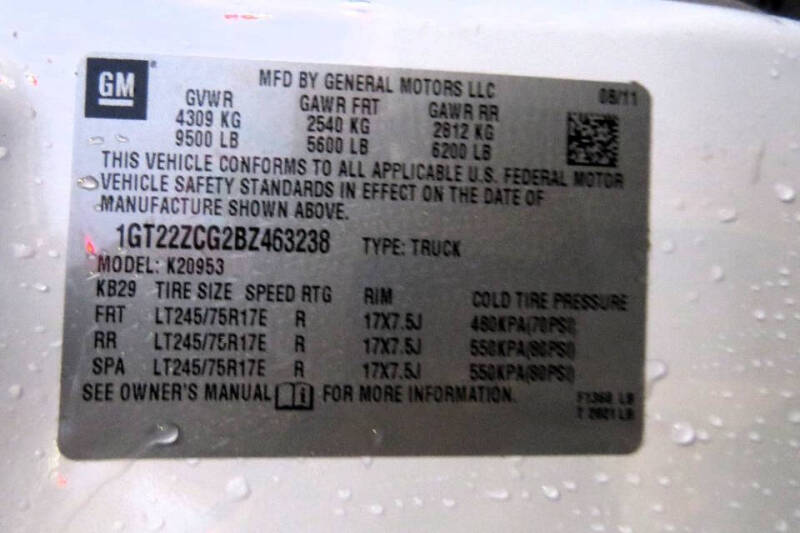 GM
MFD BY GENERAL MOTORS LLC
08/11
GVWR GAWR FRT GAWR RR
4309 KG 2540 KG 2812 KG
9500 LB 5600 LB 6200 LB
THIS VEHICLE CONFORMS TO ALL APPLICABLE U.S. FEDERAL MOTOR
VEHICLE SAFETY STANDARDS IN EFFECT ON THE DATE OF
MANUFACTURE SHOWN ABOVE.
1GT22ZCG2BZ463238 TYPE: TRUCK
MODEL: K20953
KB29 TIRE SIZE SPEED RTG RIM COLD TIRE PRESSURE
FRT LT245/75R17E R 17X7.5J 480KPA(70PSI)
RR LT245/75R17E R 17X7.5J 550KPA(80PSI)
SPA LT245/75R17E R 17X7.5J 550KPA(80PSI)
SEE OWNER'S MANUAL FOR MORE INFORMATION.
LB
T LB